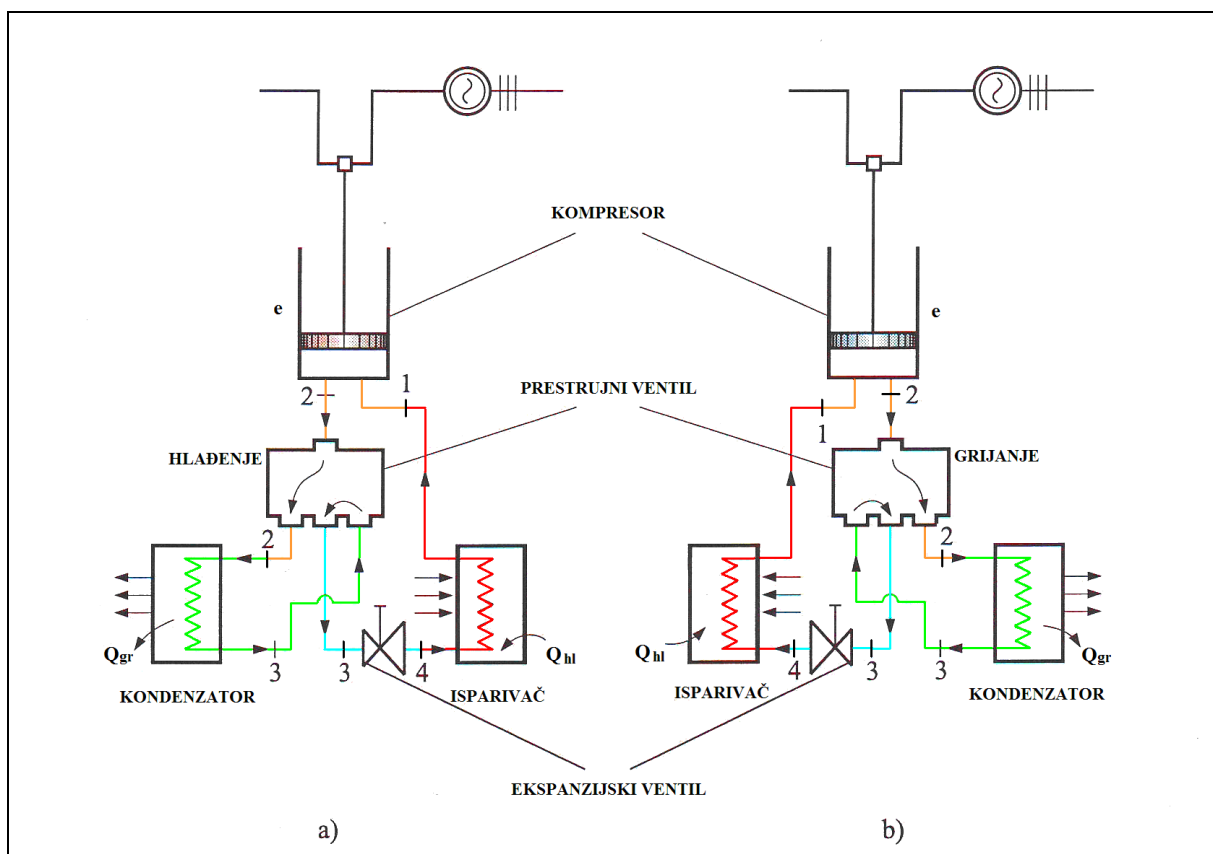 KOMPRESOR
e
e
1
2
2
1
PRESTRUJNI VENTIL
HLAĐENJE
GRIJANJE
2
2
Qgr
3
3
4
Qhl
Qhl
4
3
3
Qgr
KONDENZATOR
ISPARIVAČ
ISPARIVAČ
KONDENZATOR
EKSPANZIJSKI VENTIL
a)
b)